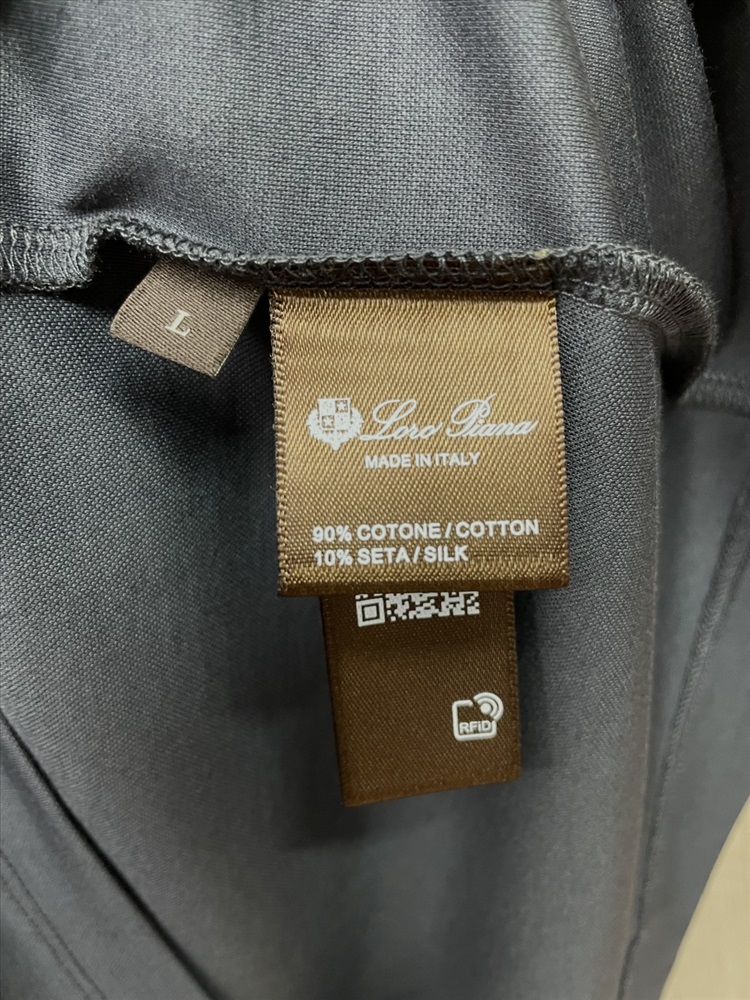 L
Loro Piana
MADE IN ITALY
90% COTONE/COTTON
10% SETA/SILK
RFID